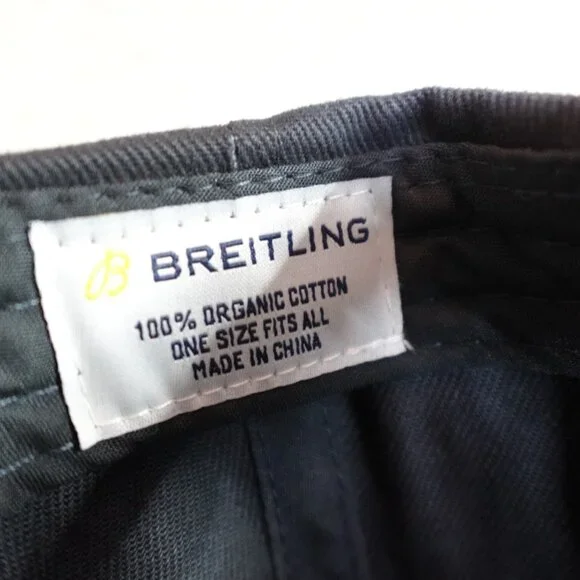 B BREITLING
100% ORGANIC COTTON
ONE SIZE FITS ALL
MADE IN CHINA